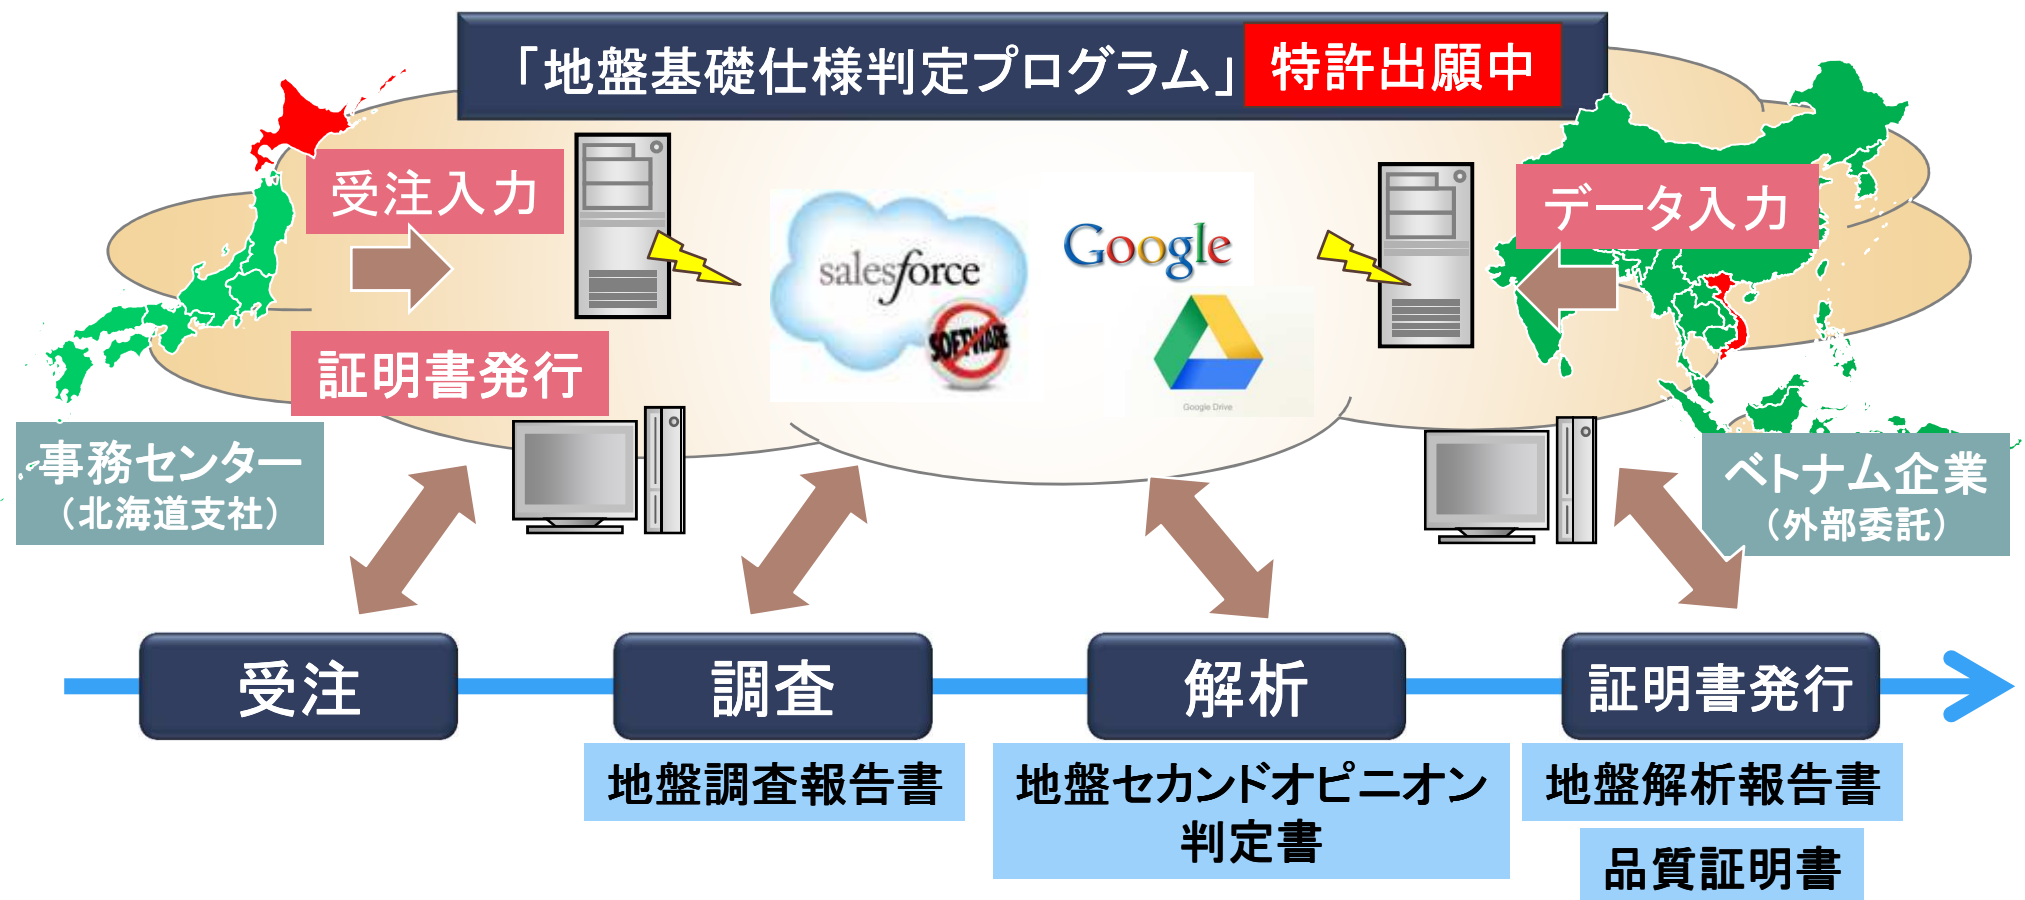 「地盤基礎仕様判定プログラム」 特許出願中
受注入力
データ入力
salesforce
SOFTWARE
Google
Google Drive
証明書発行
事務センター
（北海道支社）
ベトナム企業
（外部委託）
受注
調査
解析
証明書発行
地盤調査報告書
地盤セカンドオピニオン
判定書
地盤解析報告書
品質証明書